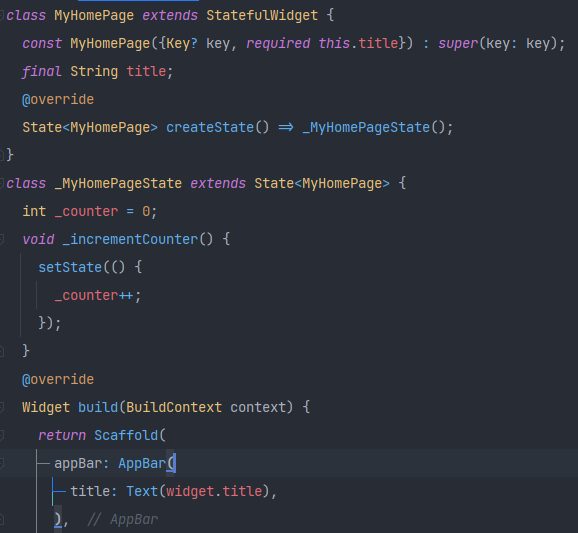 class MyHomePage extends StatefulWidget {
  const MyHomePage({Key? key, required this.title}) : super(key: key);
  final String title;
  @override
  State<MyHomePage> createState() => _MyHomePageState();
}
class _MyHomePageState extends State<MyHomePage> {
  int _counter = 0;
  void _incrementCounter() {
    setState(() {
      _counter++;
    });
  }
  @override
  Widget build(BuildContext context) {
    return Scaffold(
      appBar: AppBar(
        title: Text(widget.title),
      ),  // AppBar